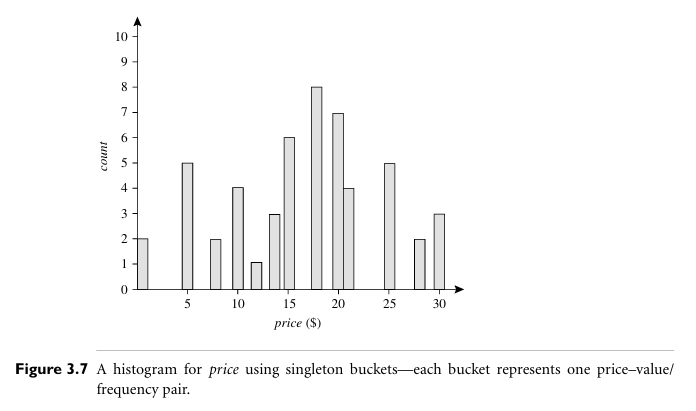 10
9
8
7
6
5
4
3
2
1
0
count
5 10 15 20 25 30
price ($)
Figure 3.7 A histogram for price using singleton buckets—each bucket represents one price–value/
frequency pair.